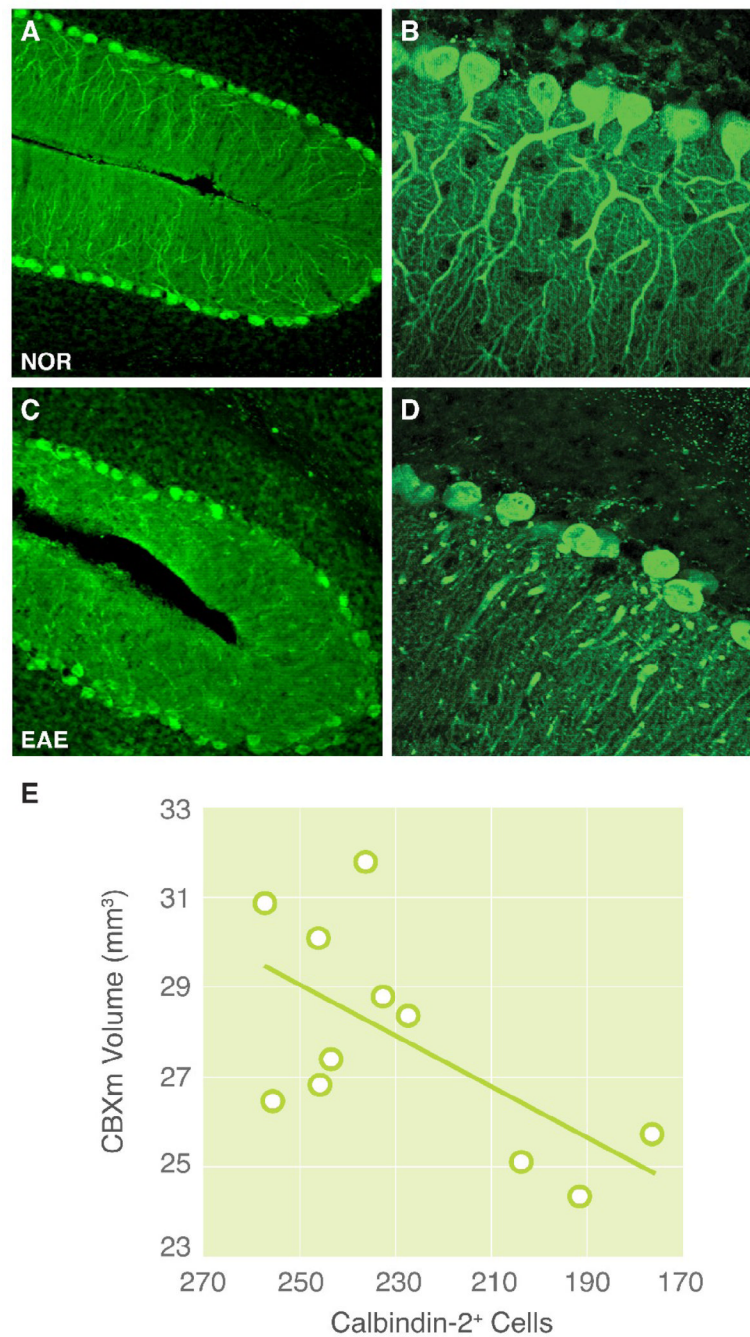 A
B
NOR
C
D
EAE
E
33
31
29
27
25
23
CBXm Volume (mm³)
270
250
230
210
190
170
Calbindin-2⁺ Cells